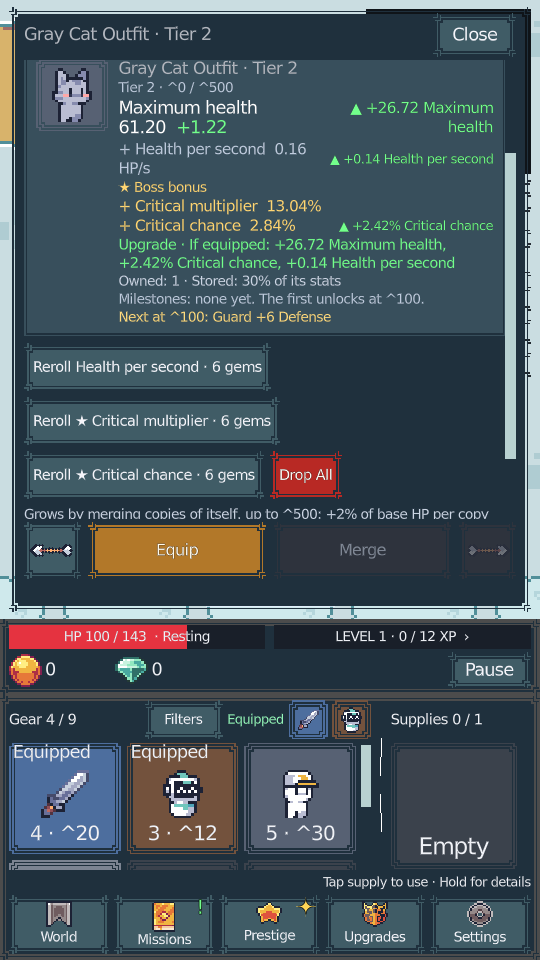 Gray Cat Outfit · Tier 2
Close
Gray Cat Outfit · Tier 2
Tier 2 · ^0 / ^500
Maximum health
61.20 +1.22
▲ +26.72 Maximum
health
+ Health per second 0.16
HP/s
▲ +0.14 Health per second
★ Boss bonus
+ Critical multiplier 13.04%
+ Critical chance 2.84%
▲ +2.42% Critical chance
Upgrade · If equipped: +26.72 Maximum health,
+2.42% Critical chance, +0.14 Health per second
Owned: 1 · Stored: 30% of its stats
Milestones: none yet. The first unlocks at ^100.
Next at ^100: Guard +6 Defense
Reroll Health per second · 6 gems
Reroll ★ Critical multiplier · 6 gems
Reroll ★ Critical chance · 6 gems
Drop All
Grows by merging copies of itself, up to ^500: +2% of base HP per copy
Equip
Merge
HP 100 / 143 · Resting
LEVEL 1 · 0 / 12 XP ›
0
0
Pause
Gear 4 / 9
Filters
Equipped
Supplies 0 / 1
Equipped
4 · ^20
Equipped
3 · ^12
5 · ^30
Empty
Tap supply to use · Hold for details
World
Missions
!
Prestige
Upgrades
Settings